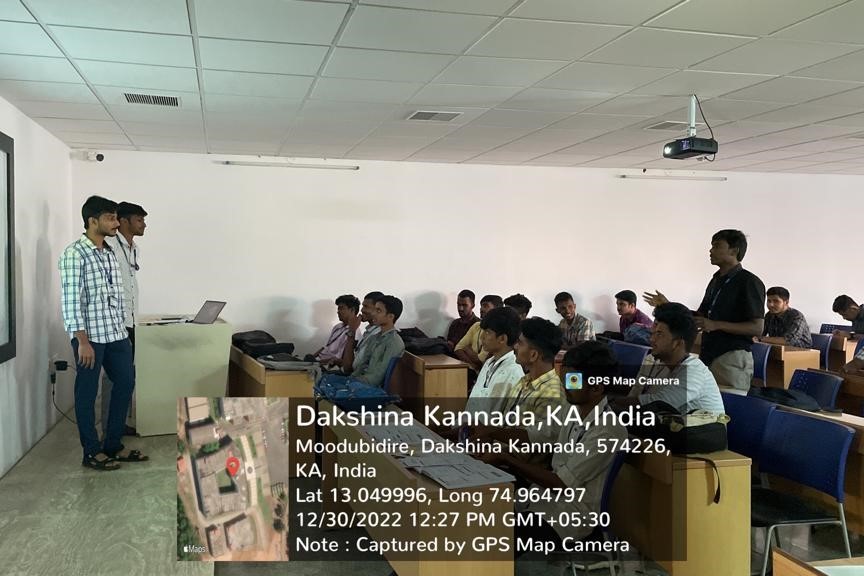 GPS Map Camera
Dakshina Kannada,KA,India
Moodubidire, Dakshina Kannada, 574226,
KA, India
Lat 13.049996, Long 74.964797
12/30/2022 12:27 PM GMT+05:30
Note : Captured by GPS Map Camera
Maps